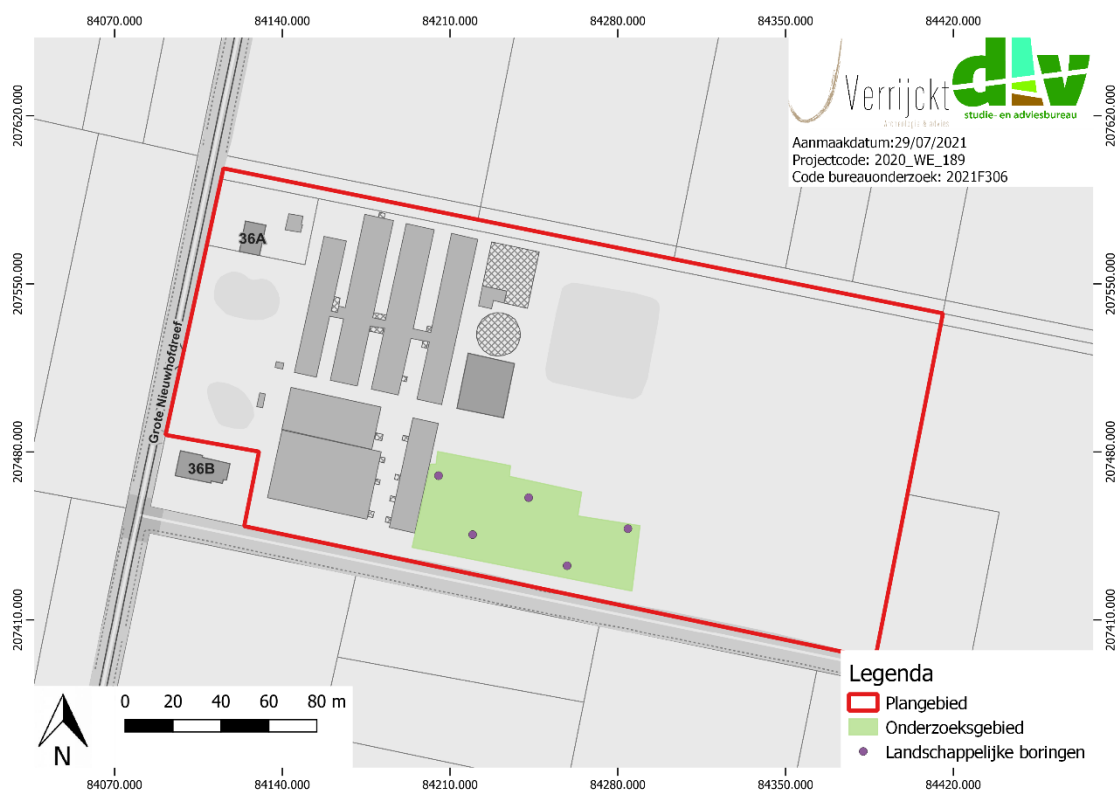 84070.000 84140.000 84210.000 84280.000 84350.000 84420.000
Verrijckt
Archeologie & advies
dLv
studie- en adviesbureau
Aanmaakdatum:29/07/2021
Projectcode: 2020_WE_189
Code bureauonderzoek: 2021F306
207620.000 207620.000
36A
207550.000 207550.000
Grote Nieuwhofdreef
207480.000 207480.000
36B
207410.000 207410.000
Legenda
Plangebied
Onderzoeksgebied
Landschappelijke boringen
N
0 20 40 60 80 m
84070.000 84140.000 84210.000 84280.000 84350.000 84420.000